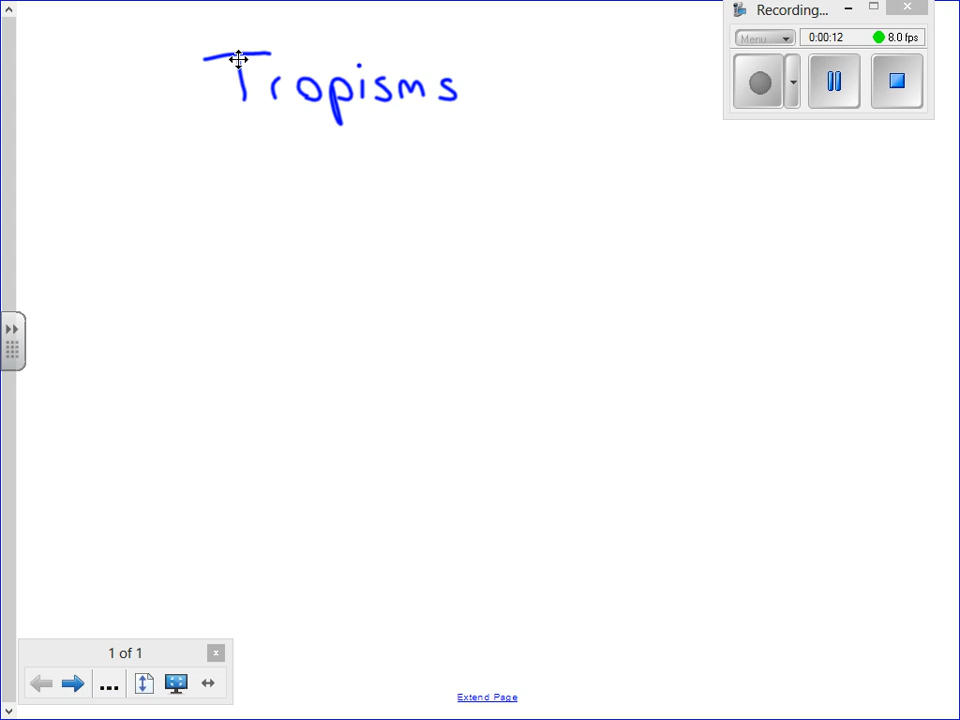 Recording...
Menu
0:00:12
8.0 fps
Tropisms
1 of 1
Extend Page